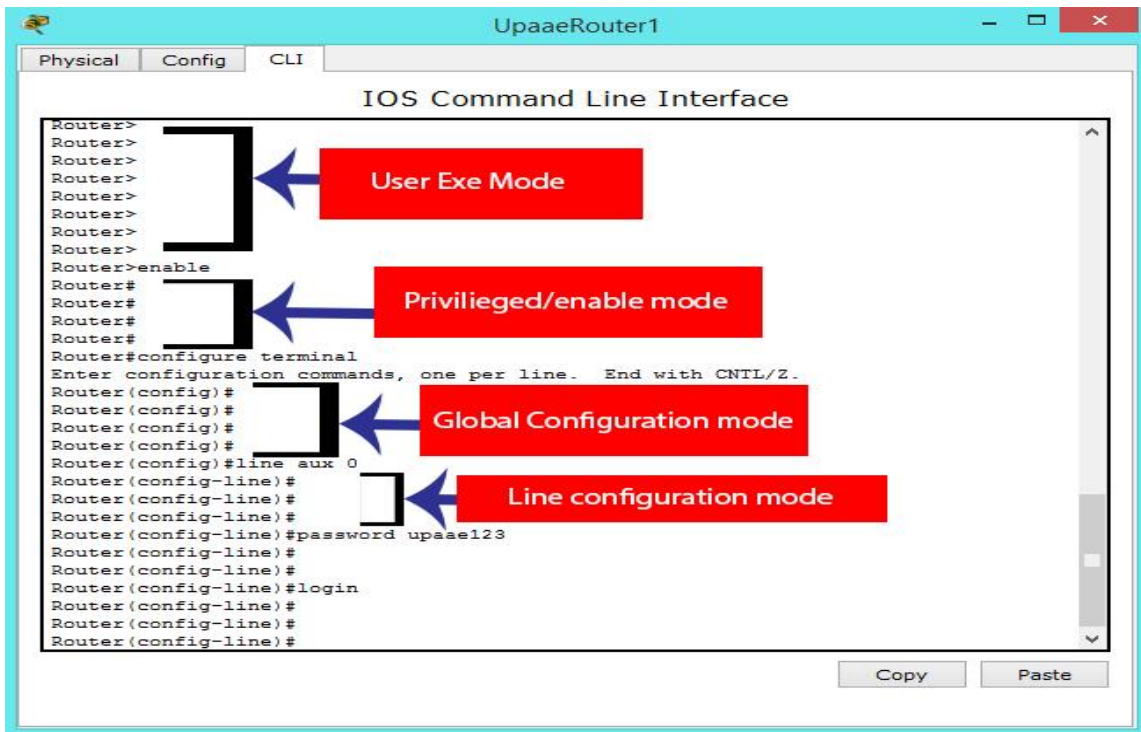 UpaaeRouter1
Physical Config CLI
IOS Command Line Interface
Router>
Router>
Router>
Router>
Router>
Router>
Router>
Router>
Router>enable
Router#
Router#
Router#
Router#
Router#configure terminal
Enter configuration commands, one per line. End with CNTL/Z.
Router(config)#
Router(config)#
Router(config)#
Router(config)#
Router(config)#line aux 0
Router(config-line)#
Router(config-line)#
Router(config-line)#
Router(config-line)#password upaae123
Router(config-line)#
Router(config-line)#
Router(config-line)#login
Router(config-line)#
Router(config-line)#
Router(config-line)#
User Exe Mode
Privilieged/enable mode
Global Configuration mode
Line configuration mode
Copy Paste